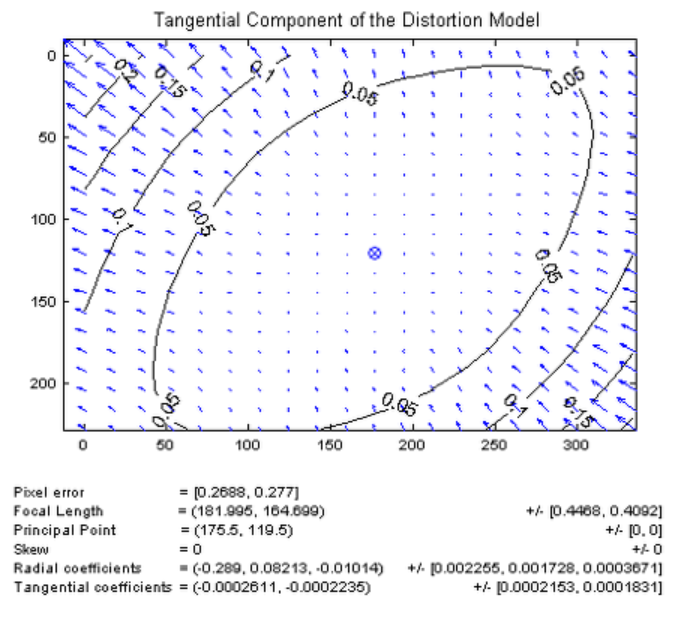 Tangential Component of the Distortion Model
0
50
100
150
200
0.2
0.15
0.1
0.05
0.05
0.1
0.05
0.05
0.05
0.05
0.1
0.15
0 50 100 150 200 250 300
Pixel error = [0.2688, 0.277]
Focal Length = (181.995, 164.699) +/- [0.4468, 0.4092]
Principal Point = (175.5, 119.5) +/- [0, 0]
Skew = 0 +/- 0
Radial coefficients = (-0.289, 0.08213, -0.01014) +/- [0.002255, 0.001728, 0.0003671]
Tangential coefficients = (-0.0002611, -0.0002235) +/- [0.0002153, 0.0001831]